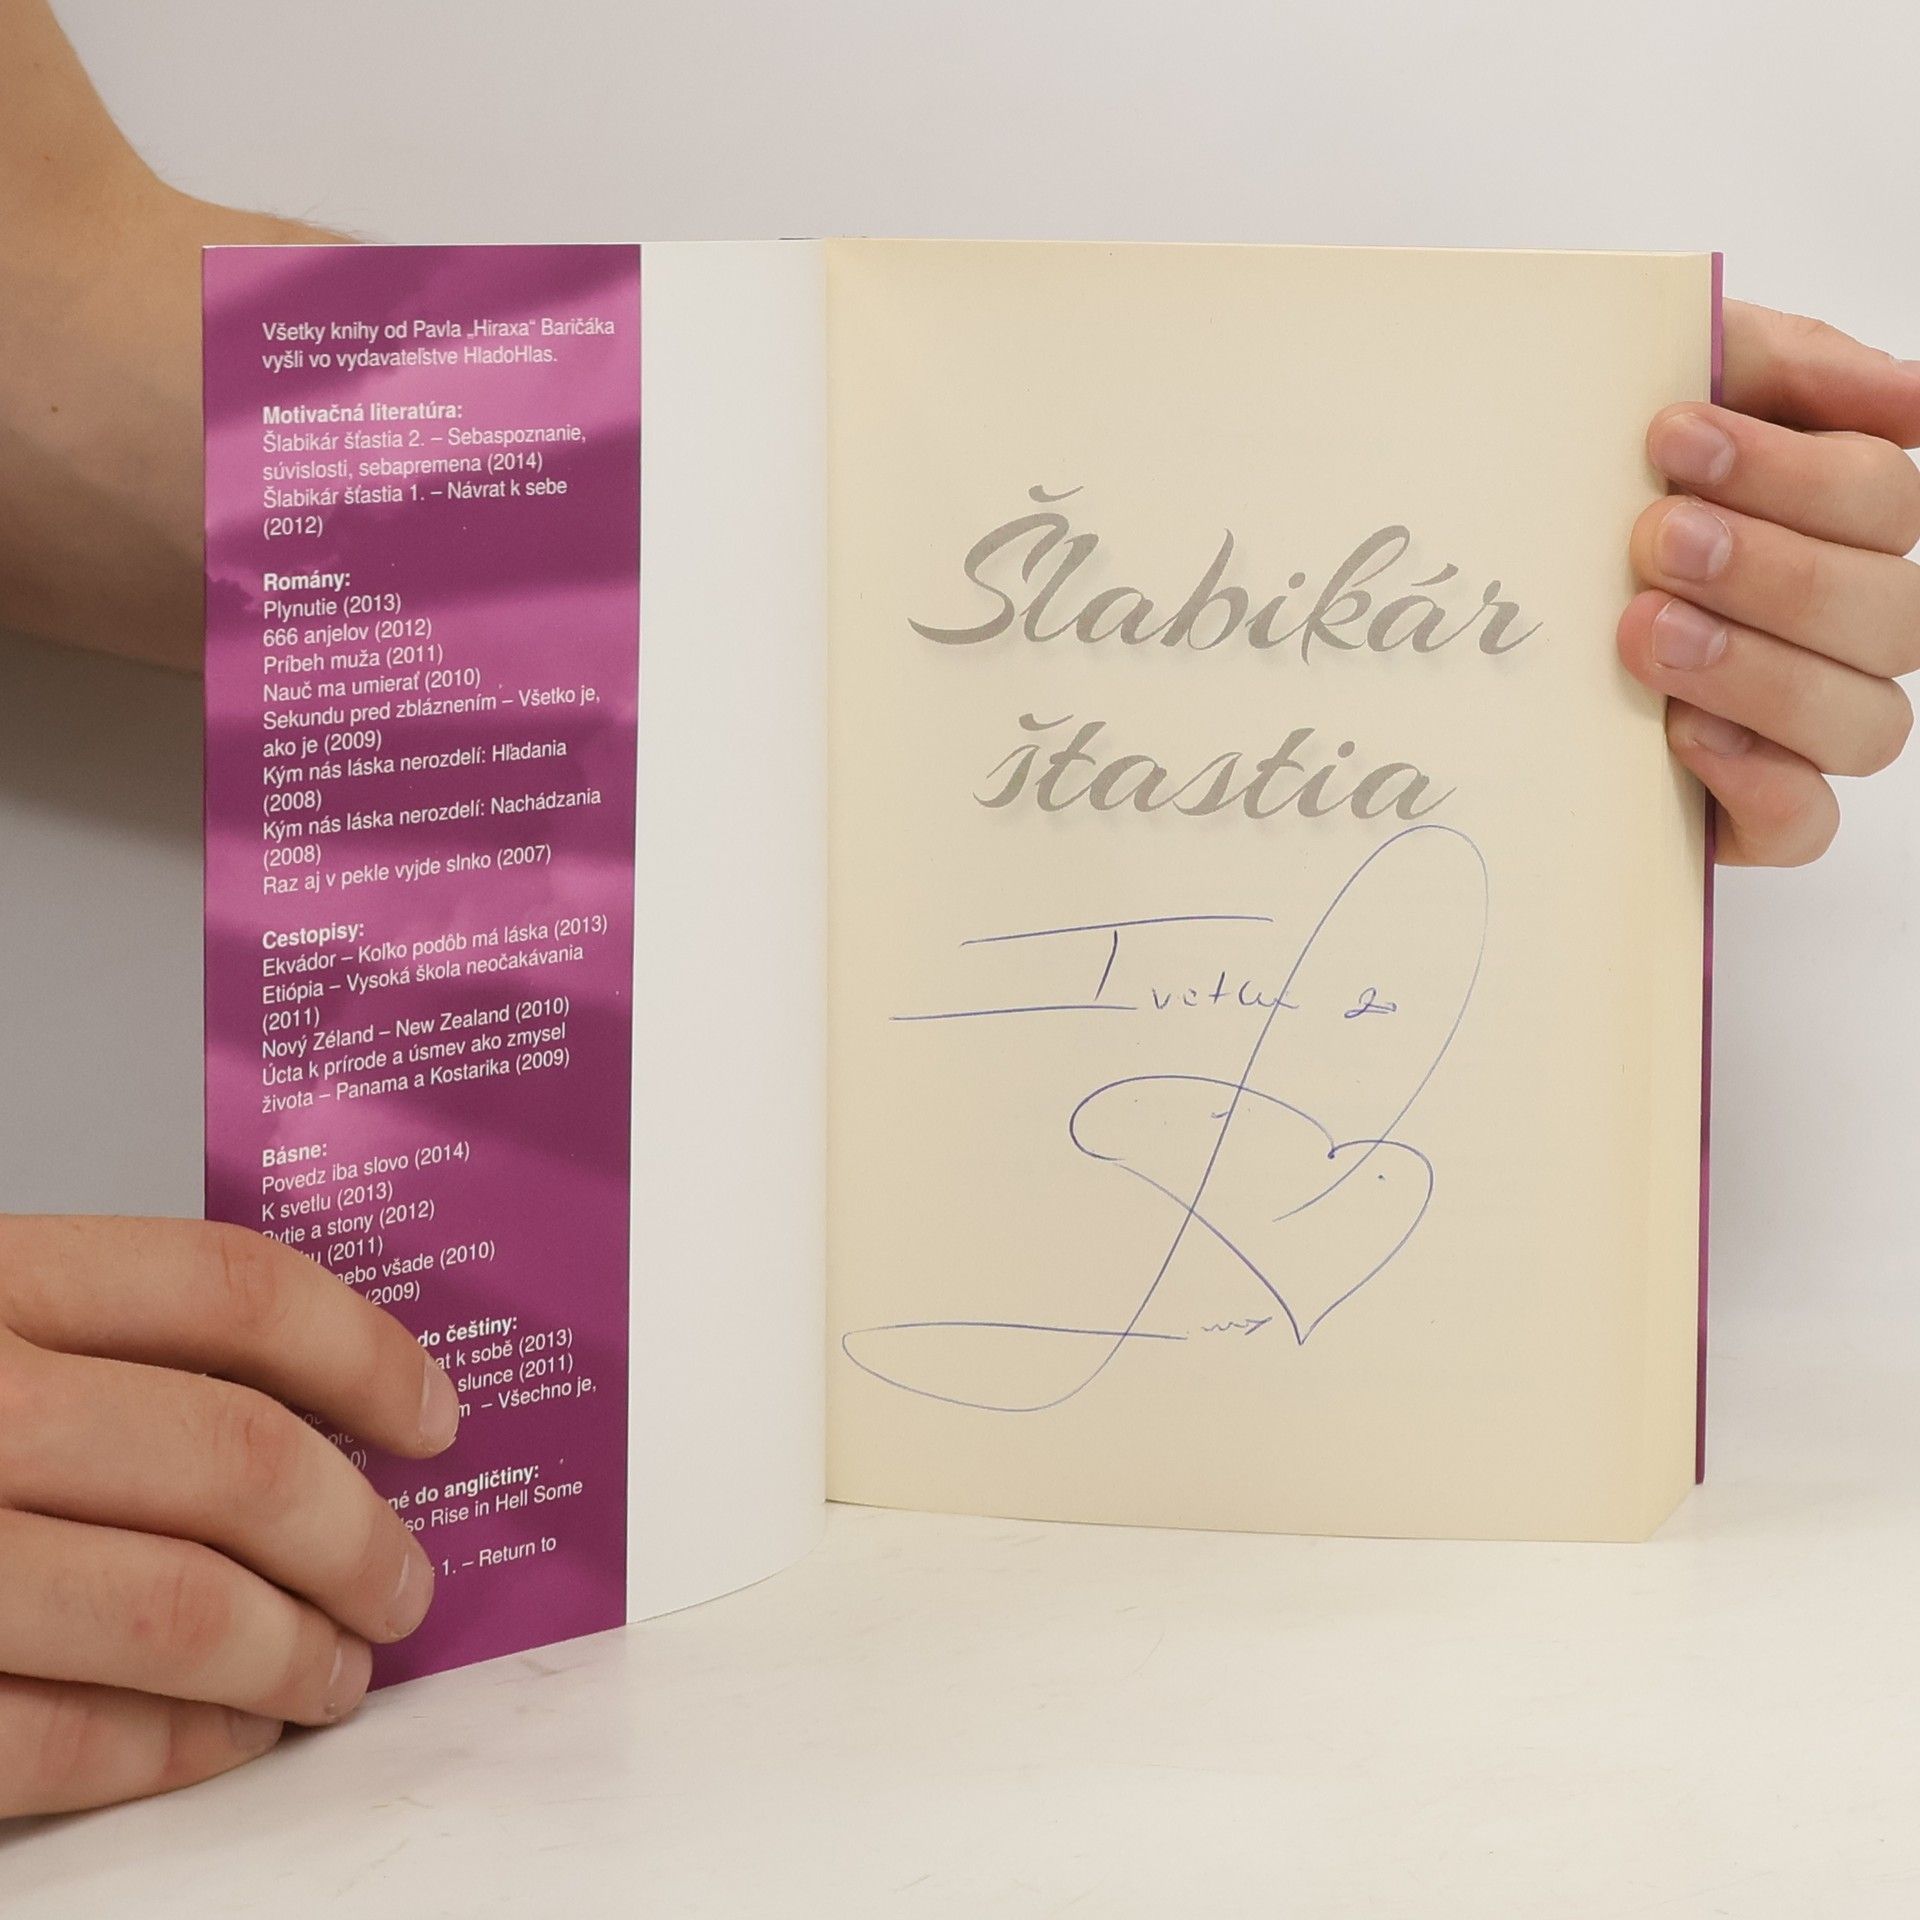 Všetky knihy od Pavla „Hiraxa“ Baričáka
vyšli vo vydavateľstve HladoHlas.
Motivačná literatúra:
Šlabikár šťastia 2. – Sebaspoznanie,
súvislosti, sebapremena (2014)
Šlabikár šťastia 1. – Návrat k sebe
(2012)
Romány:
Plynutie (2013)
666 anjelov (2012)
Príbeh muža (2011)
Nauč ma umierať (2010)
Sekundu pred zbláznením – Všetko je,
ako je (2009)
Kým nás láska nerozdelí: Hľadania
(2008)
Kým nás láska nerozdelí: Nachádzania
(2008)
Raz aj v pekle vyjde slnko (2007)
Cestopisy:
Ekvádor – Koľko podôb má láska (2013)
Etiópia – Vysoká škola neočakávania
(2011)
Nový Zéland – New Zealand (2010)
Úcta k prírode a úsmev ako zmysel
života – Panama a Kostarika (2009)
Básne:
Povedz iba slovo (2014)
K svetlu (2013)
a stony (2012)
(2011)
všade (2010)
(2009)
do češtiny:
k sobě (2013)
slunce (2011)
– Všechno je,
do angličtiny:
Rise in Hell Some
1. – Return to
Šlabikár
šťastia
Ivetka